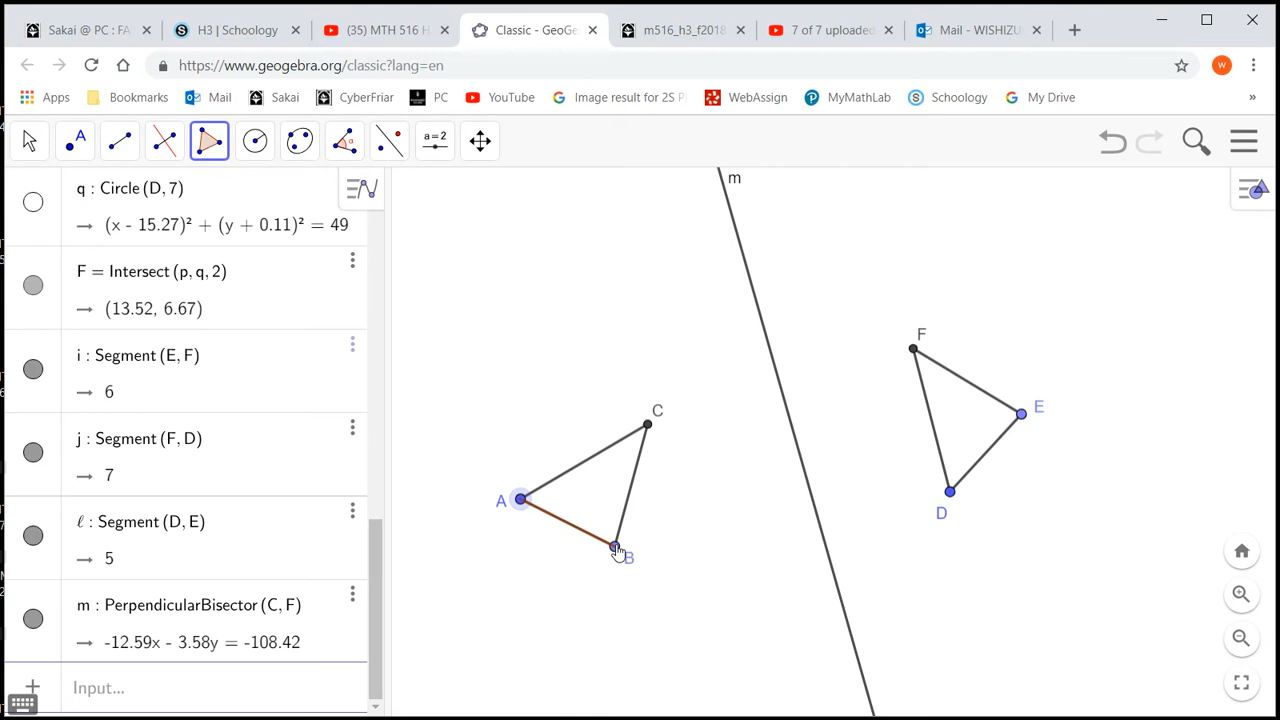 Sakai @ PC : FA
H3 | Schoology
(35) MTH 516 H
Classic - GeoGe
m516_h3_f2018
7 of 7 uploaded
Mail - WISHIZU
https://www.geogebra.org/classic?lang=en
W
Apps
Bookmarks
Mail
Sakai
CyberFriar
PC
YouTube
Image result for 2S P
WebAssign
MyMathLab
Schoology
My Drive
»
A
α
a=2
q : Circle (D, 7)
→ (x - 15.27)² + (y + 0.11)² = 49
F = Intersect (p, q, 2)
→ (13.52, 6.67)
i : Segment (E, F)
→ 6
j : Segment (F, D)
→ 7
ℓ : Segment (D, E)
→ 5
m : PerpendicularBisector (C, F)
→ -12.59x - 3.58y = -108.42
Input...
m
F
E
D
C
A
B